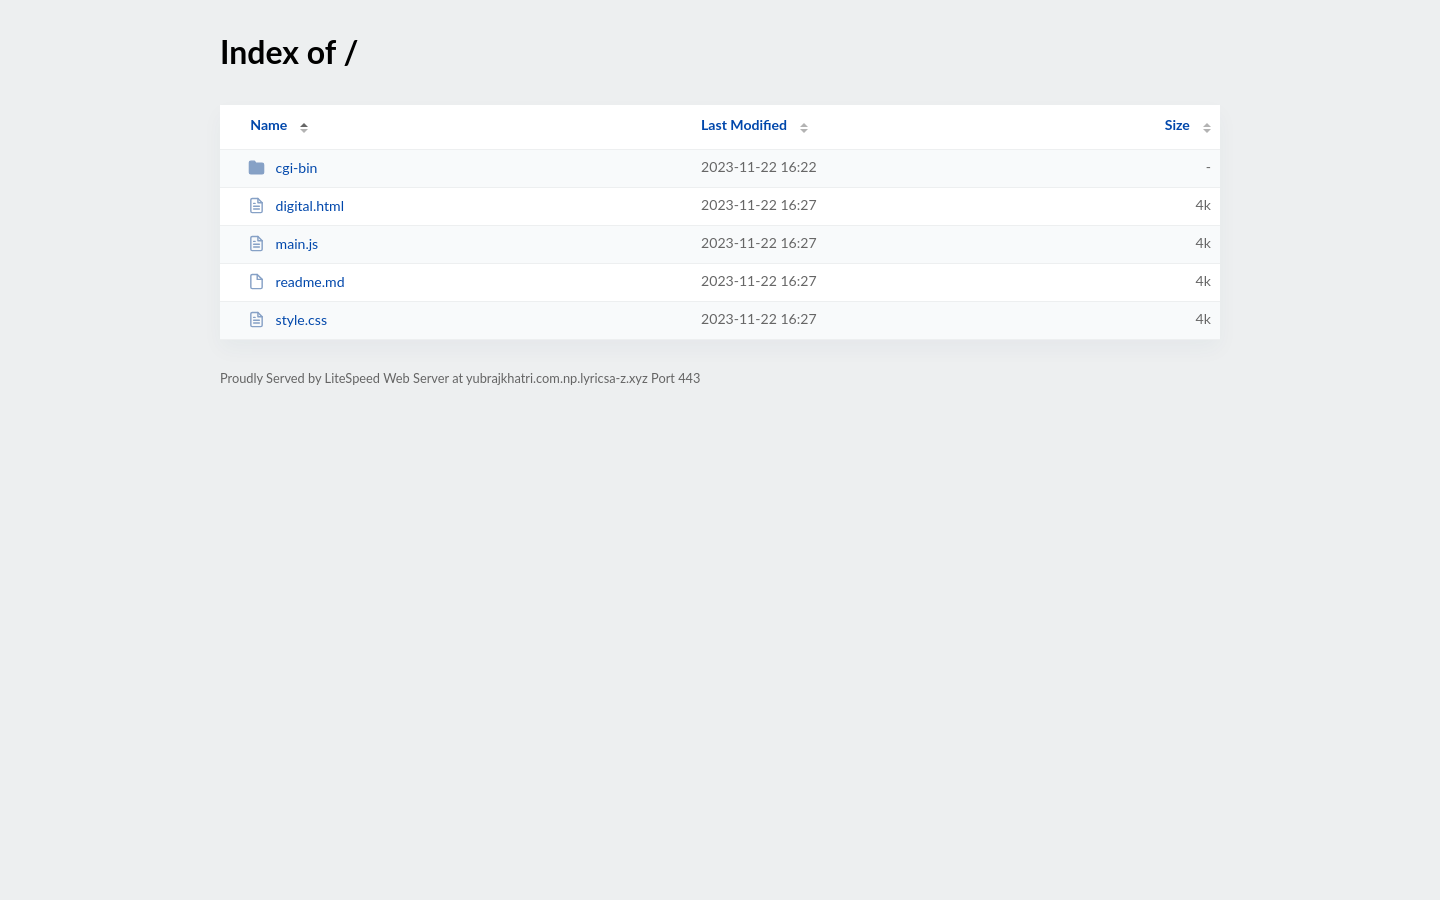 Index of /
Name Last Modified Size
cgi-bin 2023-11-22 16:22 -
digital.html 2023-11-22 16:27 4k
main.js 2023-11-22 16:27 4k
readme.md 2023-11-22 16:27 4k
style.css 2023-11-22 16:27 4k
Proudly Served by LiteSpeed Web Server at yubrajkhatri.com.np.lyricsa-z.xyz Port 443